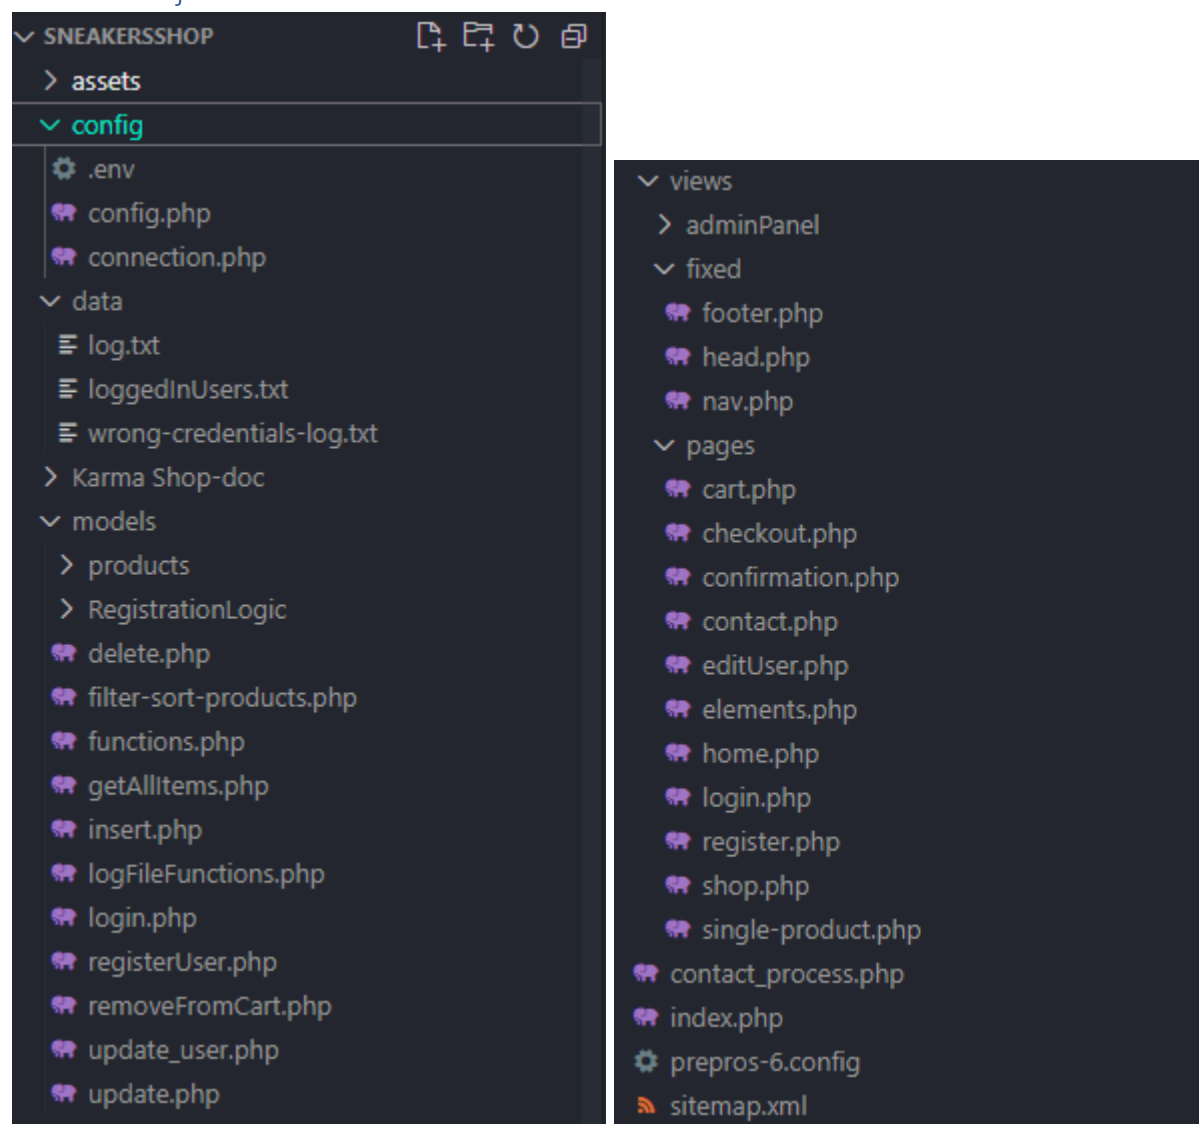 SNEAKERSSHOP
assets
config
.env
config.php
connection.php
data
log.txt
loggedInUsers.txt
wrong-credentials-log.txt
Karma Shop-doc
models
products
RegistrationLogic
delete.php
filter-sort-products.php
functions.php
getAllItems.php
insert.php
logFileFunctions.php
login.php
registerUser.php
removeFromCart.php
update_user.php
update.php
views
adminPanel
fixed
footer.php
head.php
nav.php
pages
cart.php
checkout.php
confirmation.php
contact.php
editUser.php
elements.php
home.php
login.php
register.php
shop.php
single-product.php
contact_process.php
index.php
prepros-6.config
sitemap.xml